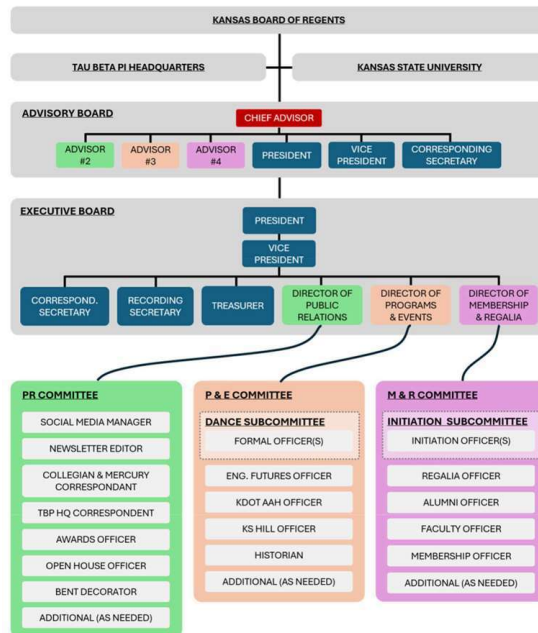 KANSAS BOARD OF REGENTS
TAU BETA PI HEADQUARTERS
KANSAS STATE UNIVERSITY
ADVISORY BOARD
CHIEF ADVISOR
ADVISOR
#2
ADVISOR
#3
ADVISOR
#4
PRESIDENT
VICE
PRESIDENT
CORRESPONDING
SECRETARY
EXECUTIVE BOARD
PRESIDENT
VICE
PRESIDENT
CORRESPOND.
SECRETARY
RECORDING
SECRETARY
TREASURER
DIRECTOR OF
PUBLIC
RELATIONS
DIRECTOR OF
PROGRAMS
& EVENTS
DIRECTOR OF
MEMBERSHIP
& REGALIA
PR COMMITTEE
SOCIAL MEDIA MANAGER
NEWSLETTER EDITOR
COLLEGIAN & MERCURY
CORRESPONDANT
TBP HQ CORRESPONDENT
AWARDS OFFICER
OPEN HOUSE OFFICER
BENT DECORATOR
ADDITIONAL (AS NEEDED)
P & E COMMITTEE
DANCE SUBCOMMITTEE
FORMAL OFFICER(S)
ENG. FUTURES OFFICER
KDOT AAH OFFICER
KS HILL OFFICER
HISTORIAN
ADDITIONAL (AS NEEDED)
M & R COMMITTEE
INITIATION SUBCOMMITTEE
INITIATION OFFICER(S)
REGALIA OFFICER
ALUMNI OFFICER
FACULTY OFFICER
MEMBERSHIP OFFICER
ADDITIONAL (AS NEEDED)